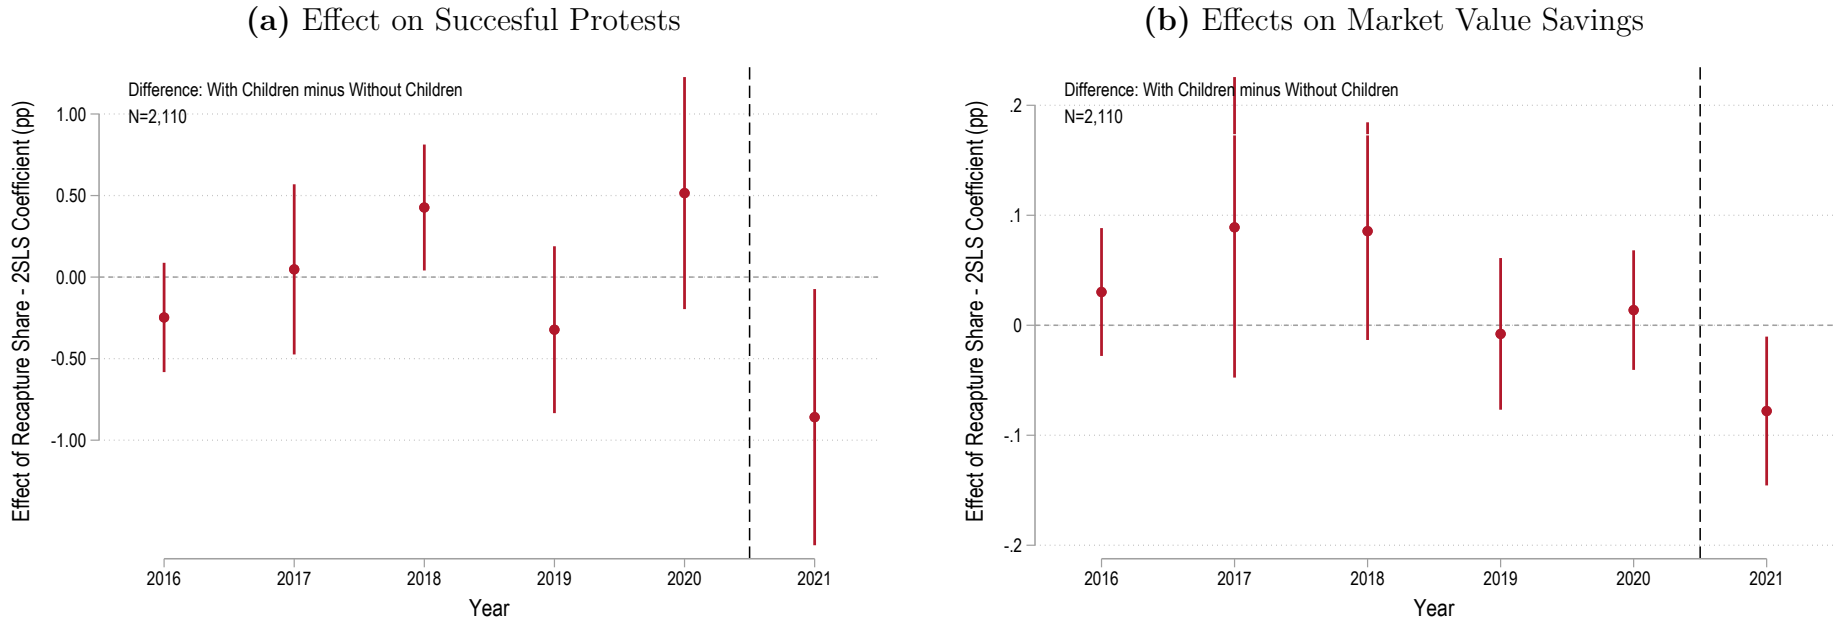 (a) Effect on Succesful Protests
Difference: With Children minus Without Children
N=2,110
Effect of Recapture Share - 2SLS Coefficient (pp)
1.00
0.50
0.00
-0.50
-1.00
2016 2017 2018 2019 2020 2021
Year
(b) Effects on Market Value Savings
Difference: With Children minus Without Children
N=2,110
Effect of Recapture Share - 2SLS Coefficient (pp)
.2
.1
0
-.1
-.2
2016 2017 2018 2019 2020 2021
Year